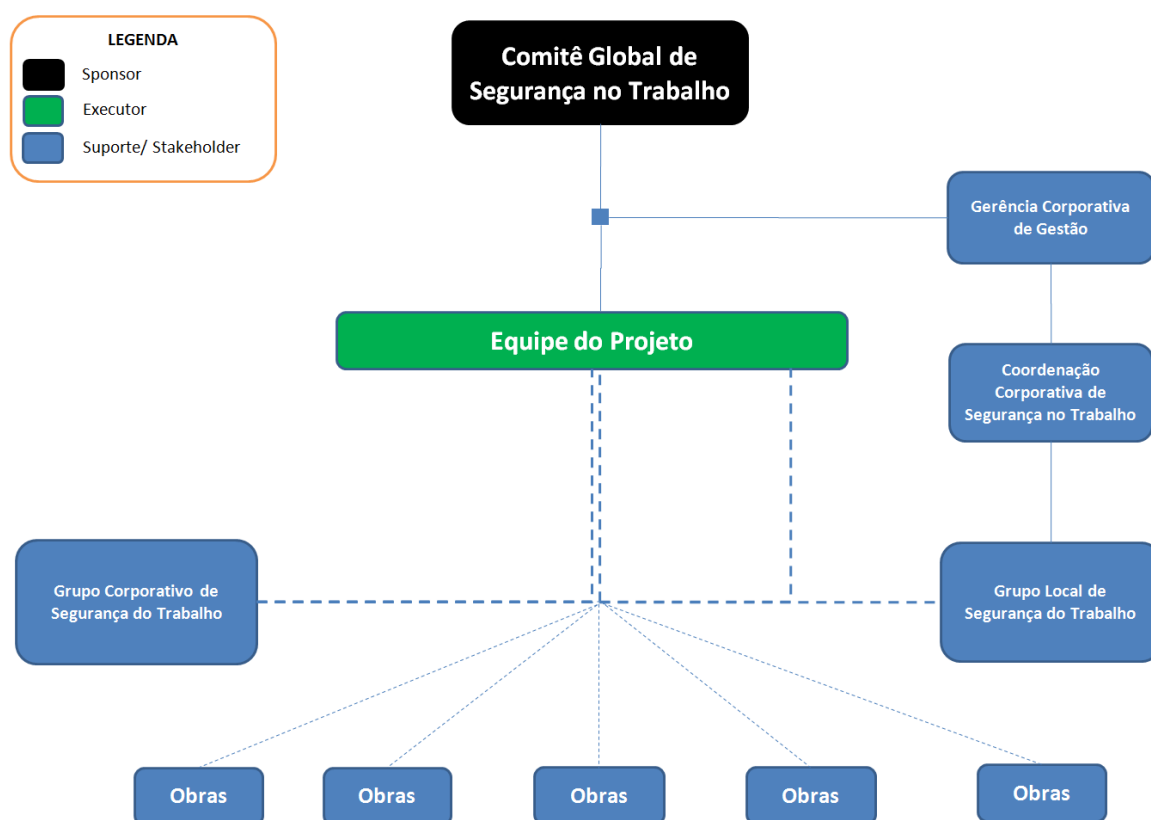 LEGENDA
Sponsor
Executor
Suporte/ Stakeholder
Comitê Global de
Segurança no Trabalho
Gerência Corporativa
de Gestão
Equipe do Projeto
Coordenação
Corporativa de
Segurança no Trabalho
Grupo Corporativo de
Segurança do Trabalho
Grupo Local de
Segurança do Trabalho
Obras
Obras
Obras
Obras
Obras